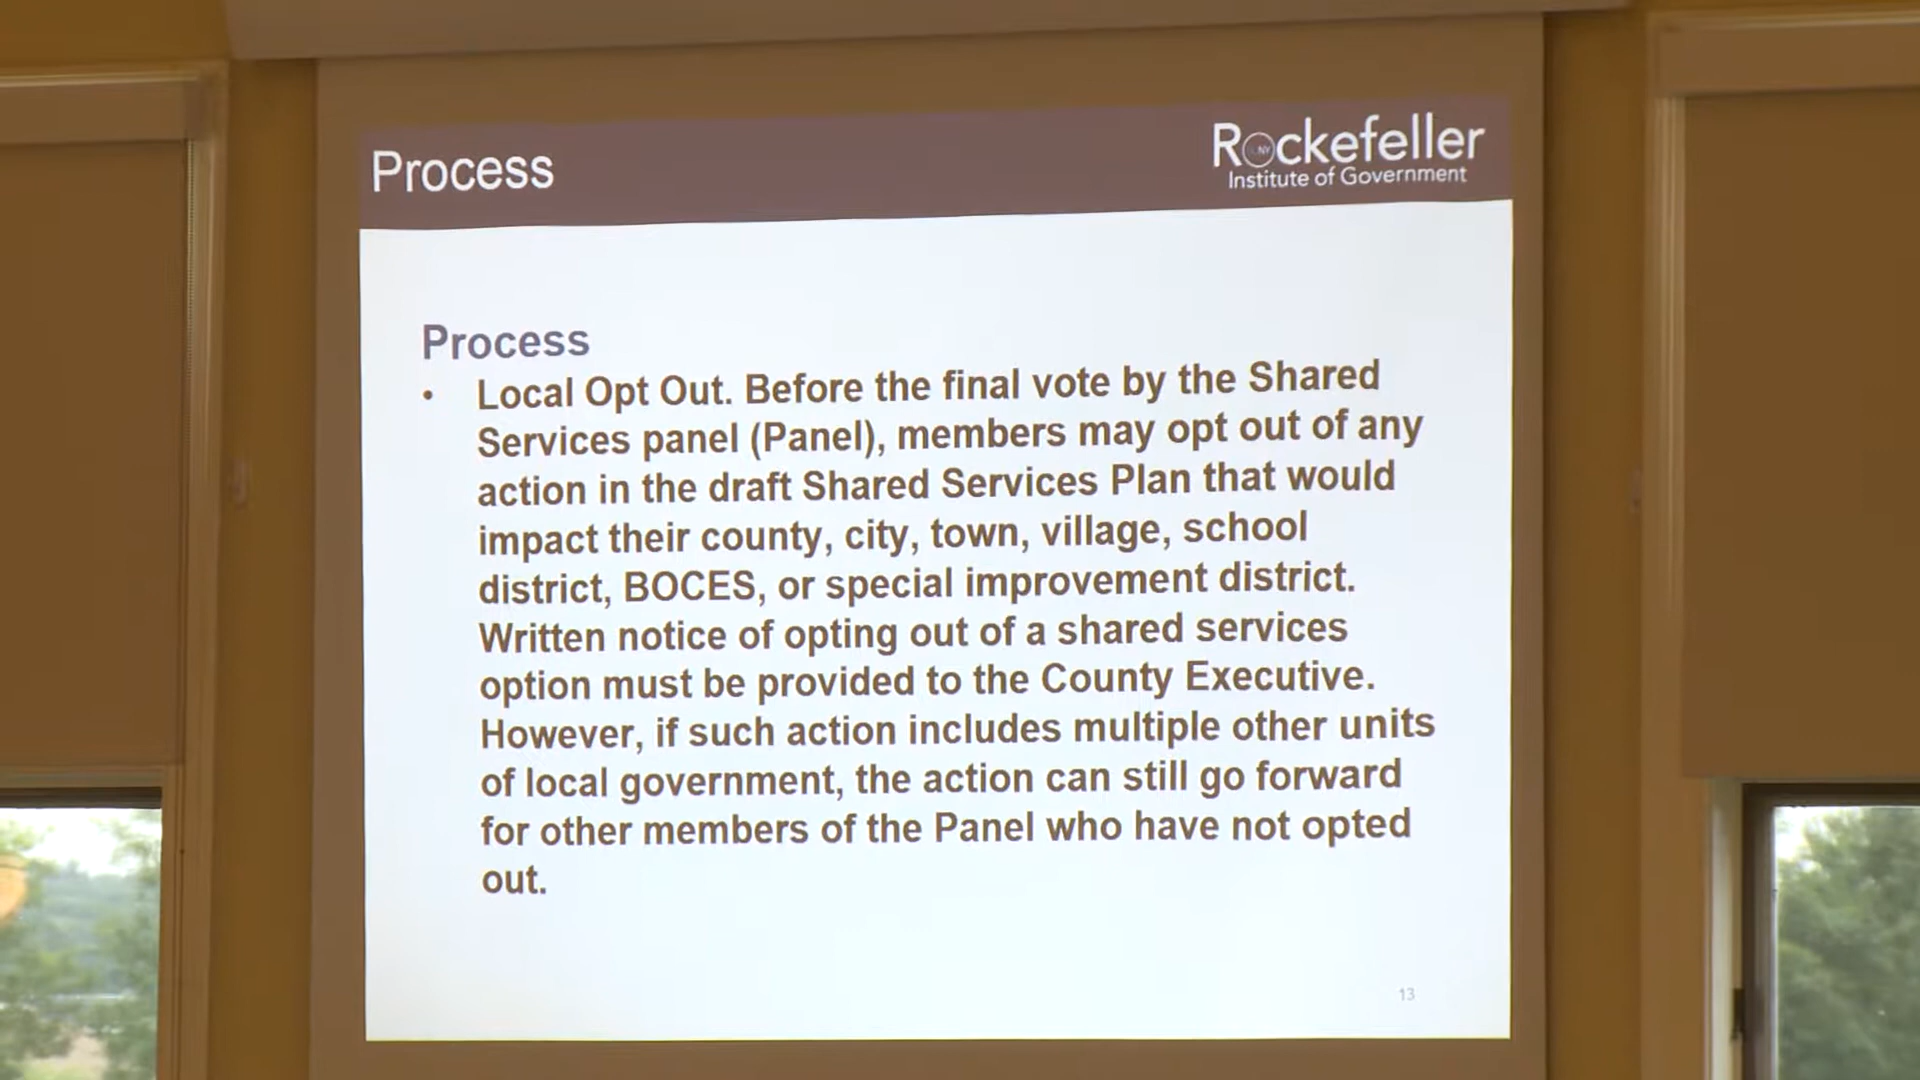 Process
Rockefeller
Institute of Government
Process
• Local Opt Out. Before the final vote by the Shared
Services panel (Panel), members may opt out of any
action in the draft Shared Services Plan that would
impact their county, city, town, village, school
district, BOCES, or special improvement district.
Written notice of opting out of a shared services
option must be provided to the County Executive.
However, if such action includes multiple other units
of local government, the action can still go forward
for other members of the Panel who have not opted
out.
13